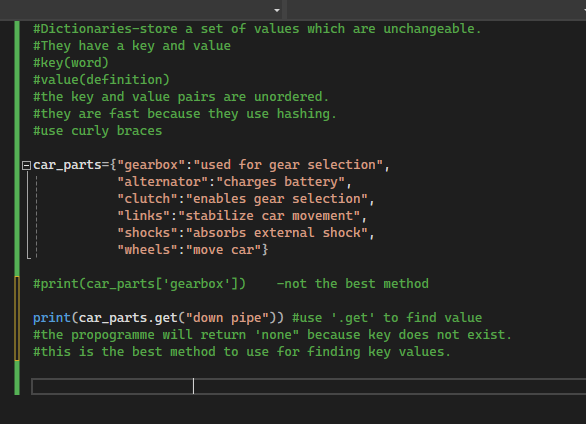 #Dictionaries-store a set of values which are unchangeable.
#They have a key and value
#key(word)
#value(definition)
#the key and value pairs are unordered.
#they are fast because they use hashing.
#use curly braces
car_parts={"gearbox":"used for gear selection",
"alternator":"charges battery",
"clutch":"enables gear selection",
"links":"stabilize car movement",
"shocks":"absorbs external shock",
"wheels":"move car"}
#print(car_parts['gearbox'])    -not the best method
print(car_parts.get("down pipe")) #use '.get' to find value
#the propogramme will return 'none" because key does not exist.
#this is the best method to use for finding key values.